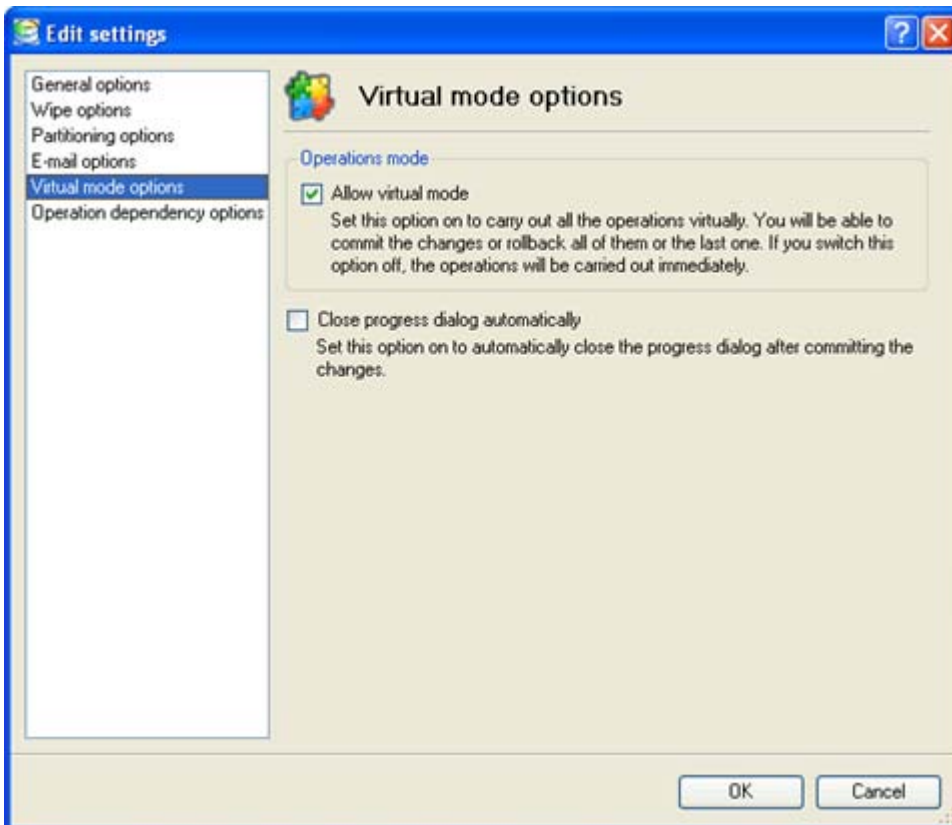 Edit settings
General options
Wipe options
Partitioning options
E-mail options
Virtual mode options
Operation dependency options
Virtual mode options
Operations mode
Allow virtual mode
Set this option on to carry out all the operations virtually. You will be able to
commit the changes or rollback all of them or the last one. If you switch this
option off, the operations will be carried out immediately.
Close progress dialog automatically
Set this option on to automatically close the progress dialog after committing the
changes.
OK
Cancel